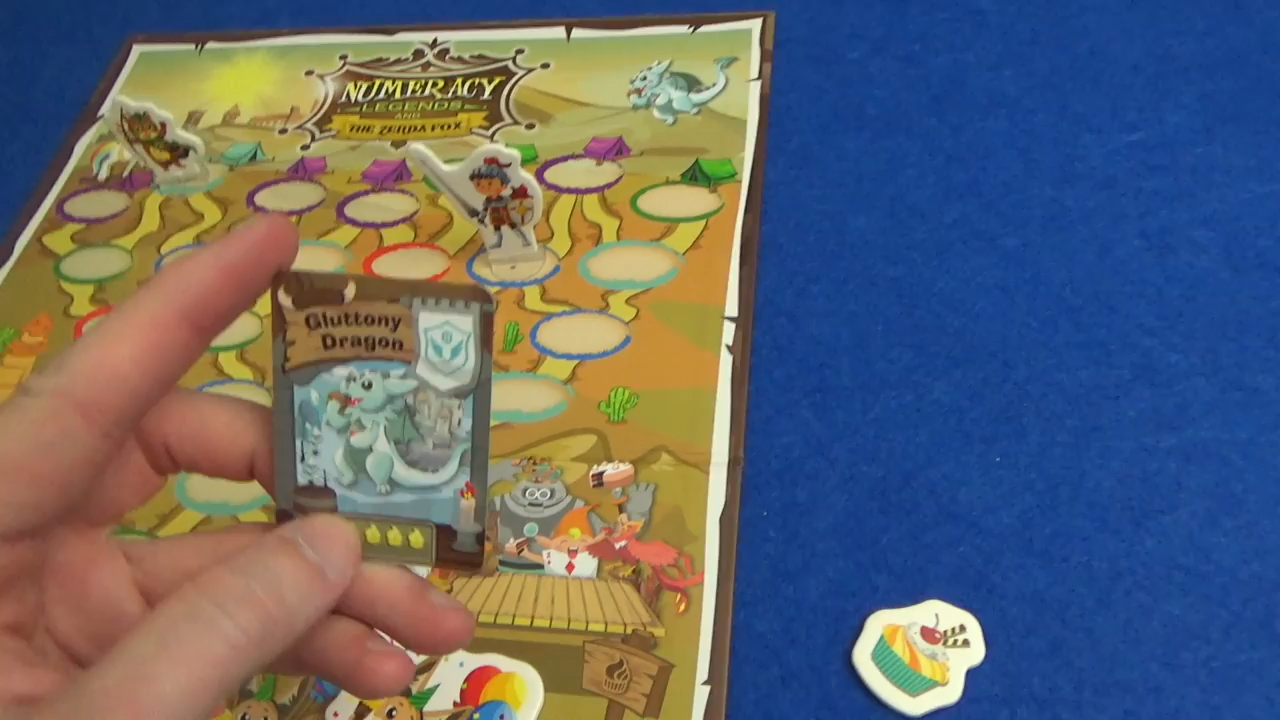 NUMERACY
LEGENDS
AND
THE ZERDA FOX
Gluttony
Dragon